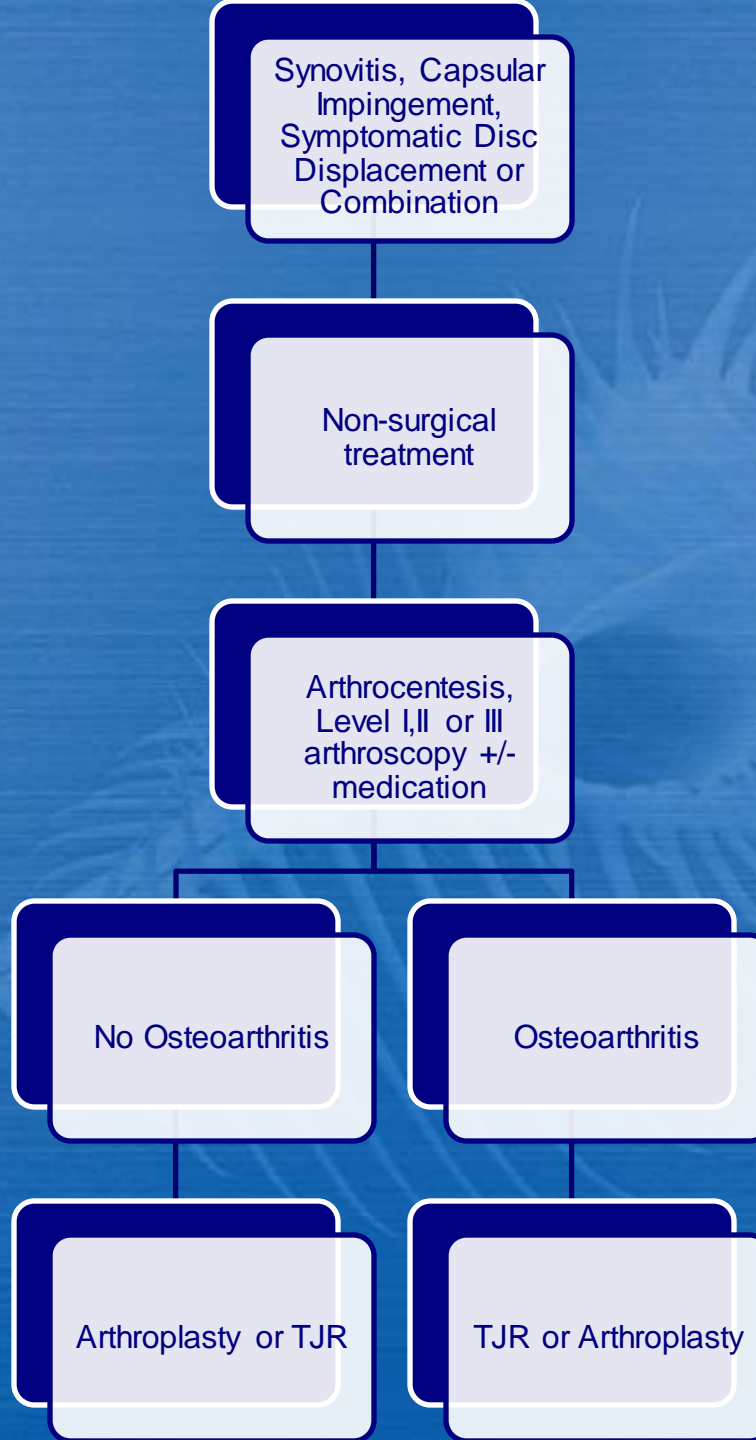 Synovitis, Capsular
Impingement,
Symptomatic Disc
Displacement or
Combination
Non-surgical
treatment
Arthrocentesis,
Level I,II or III
arthroscopy +/-
medication
No Osteoarthritis
Osteoarthritis
Arthroplasty or TJR
TJR or Arthroplasty